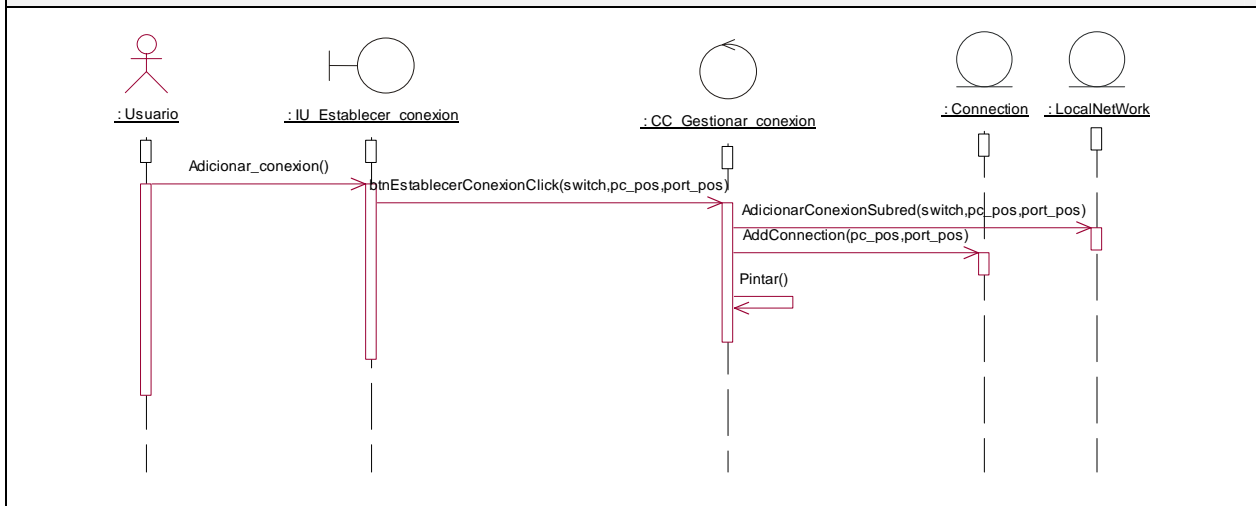 : Usuario
: IU_Establecer_conexion
: CC_Gestionar_conexion
: Connection
: LocalNetWork
Adicionar_conexion()
btnEstablecerConexionClick(switch,pc_pos,port_pos)
AdicionarConexionSubred(switch,pc_pos,port_pos)
AddConnection(pc_pos,port_pos)
Pintar()